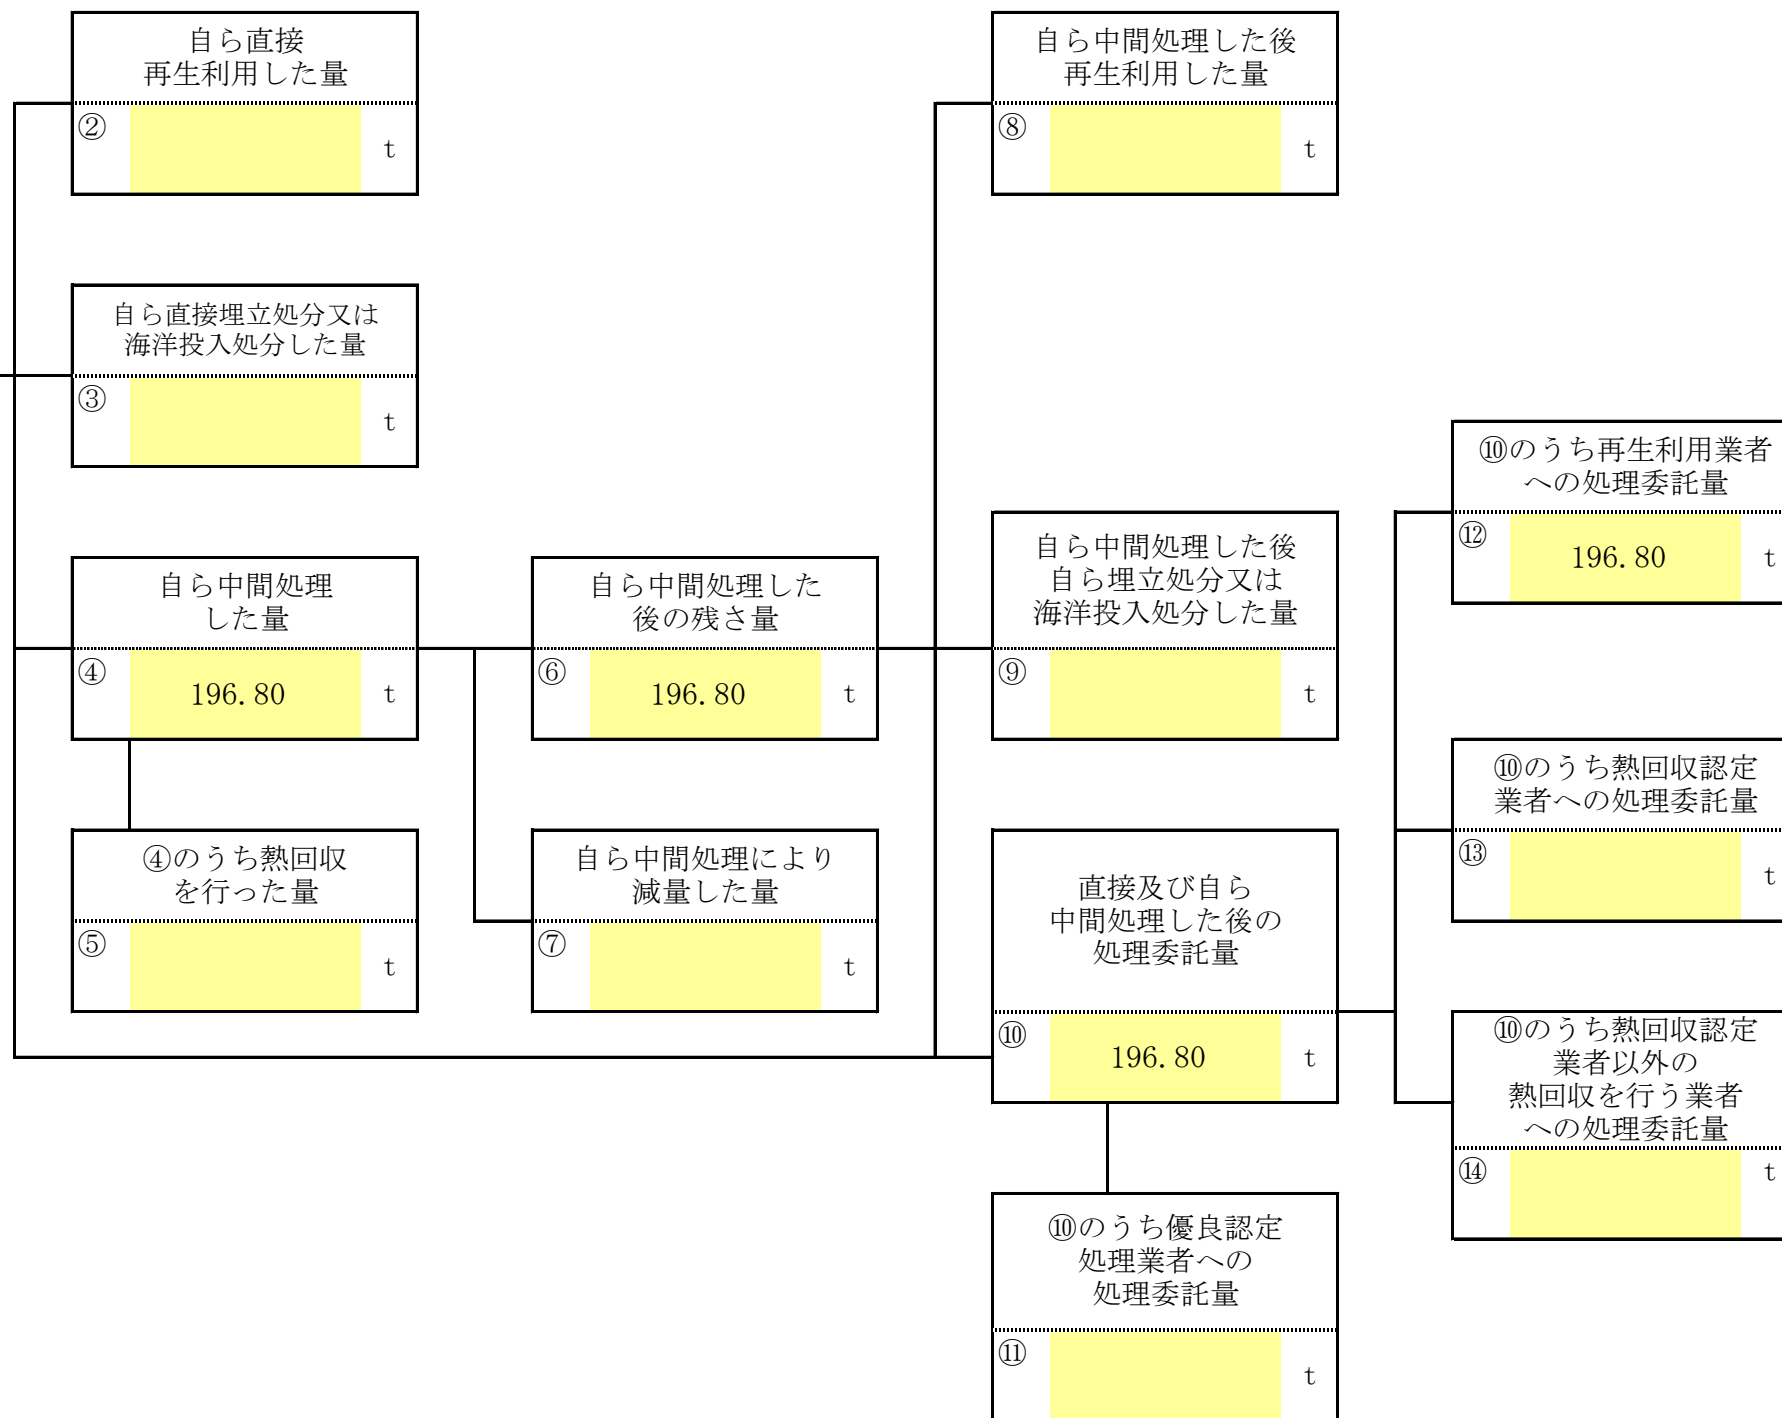 自ら直接
再生利用した量
②
t
自ら直接埋立処分又は
海洋投入処分した量
③
t
自ら中間処理
した量
④
196.80
t
④のうち熱回収
を行った量
⑤
t
自ら中間処理した
後の残さ量
⑥
196.80
t
自ら中間処理により
減量した量
⑦
t
自ら中間処理した後
再生利用した量
⑧
t
自ら中間処理した後
自ら埋立処分又は
海洋投入処分した量
⑨
t
直接及び自ら
中間処理した後の
処理委託量
⑩
196.80
t
⑩のうち優良認定
処理業者への
処理委託量
⑪
t
⑩のうち再生利用業者
への処理委託量
⑫
196.80
t
⑩のうち熱回収認定
業者への処理委託量
⑬
t
⑩のうち熱回収認定
業者以外の
熱回収を行う業者
への処理委託量
⑭
t